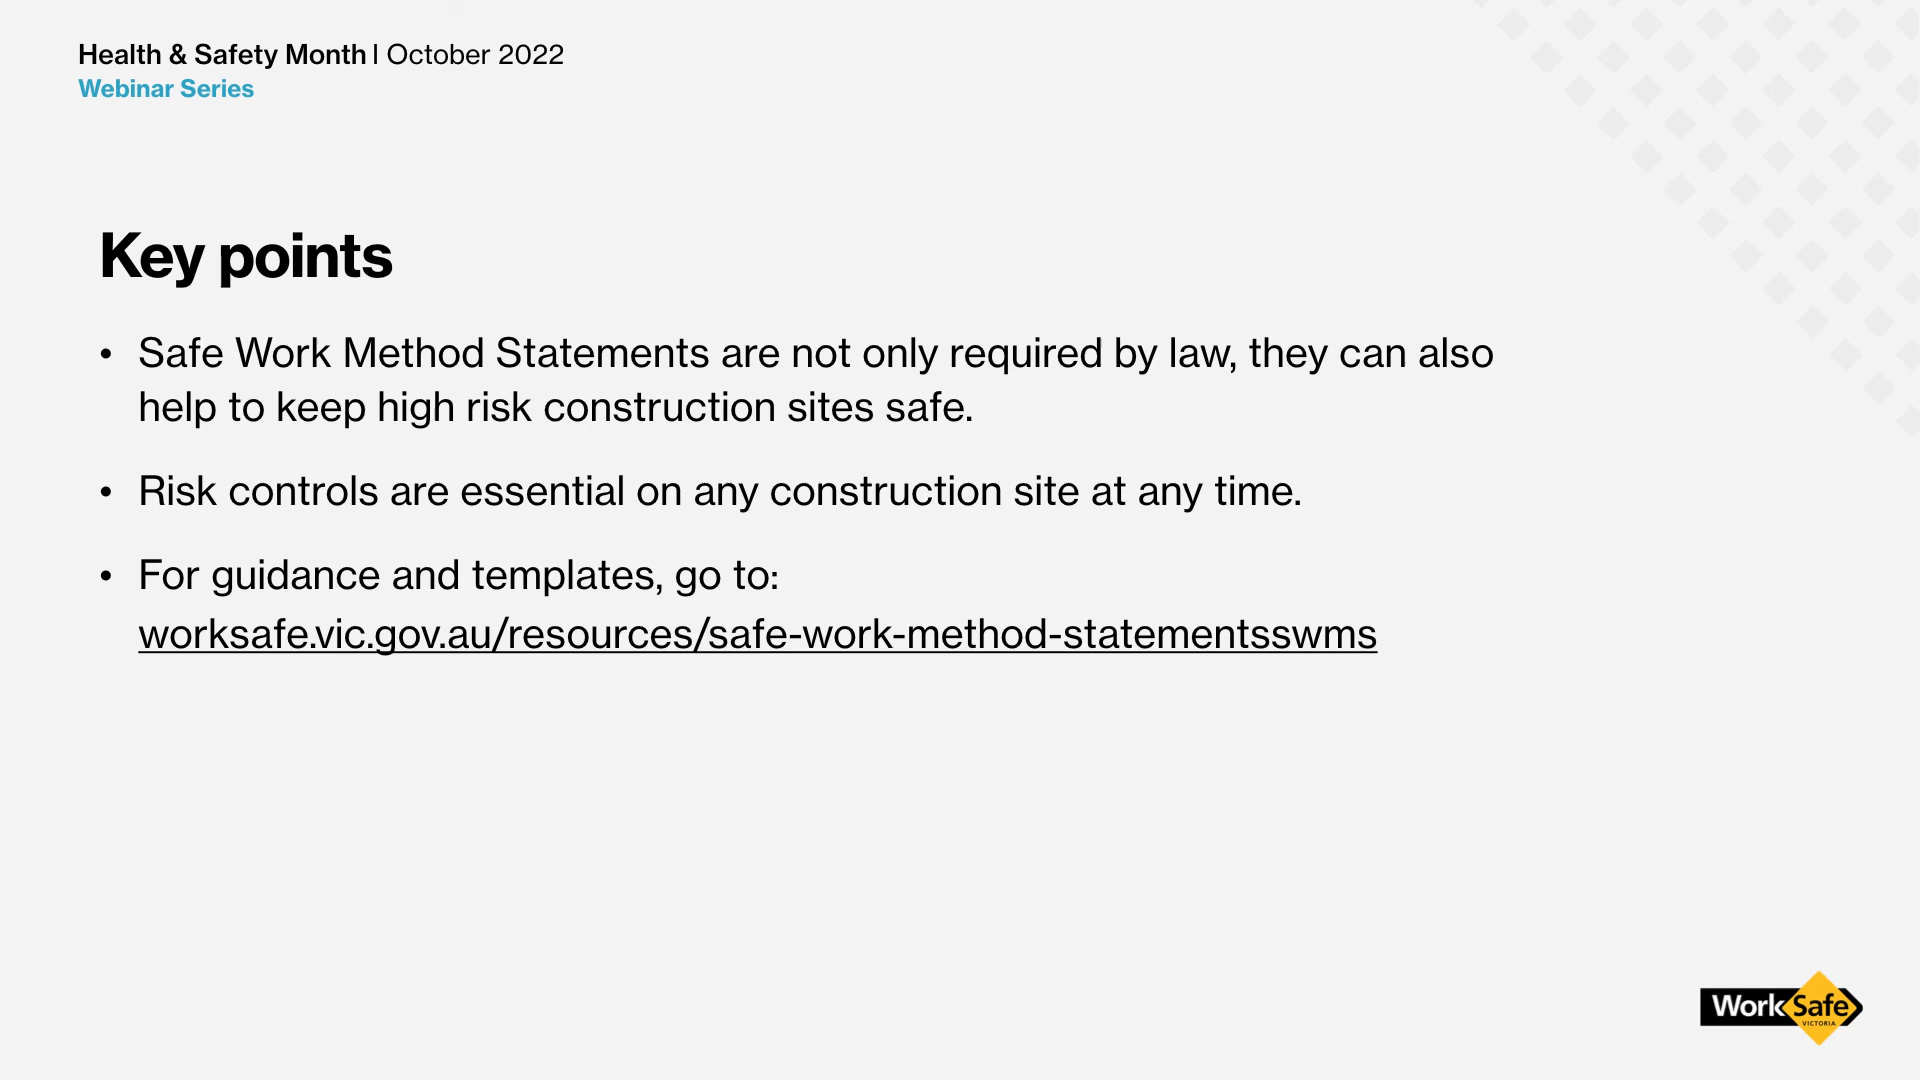 Health & Safety Month I October 2022
Webinar Series
Key points
• Safe Work Method Statements are not only required by law, they can also
help to keep high risk construction sites safe.
• Risk controls are essential on any construction site at any time.
• For guidance and templates, go to:
worksafe.vic.gov.au/resources/safe-work-method-statementsswms
WorkSafe
VICTORIA